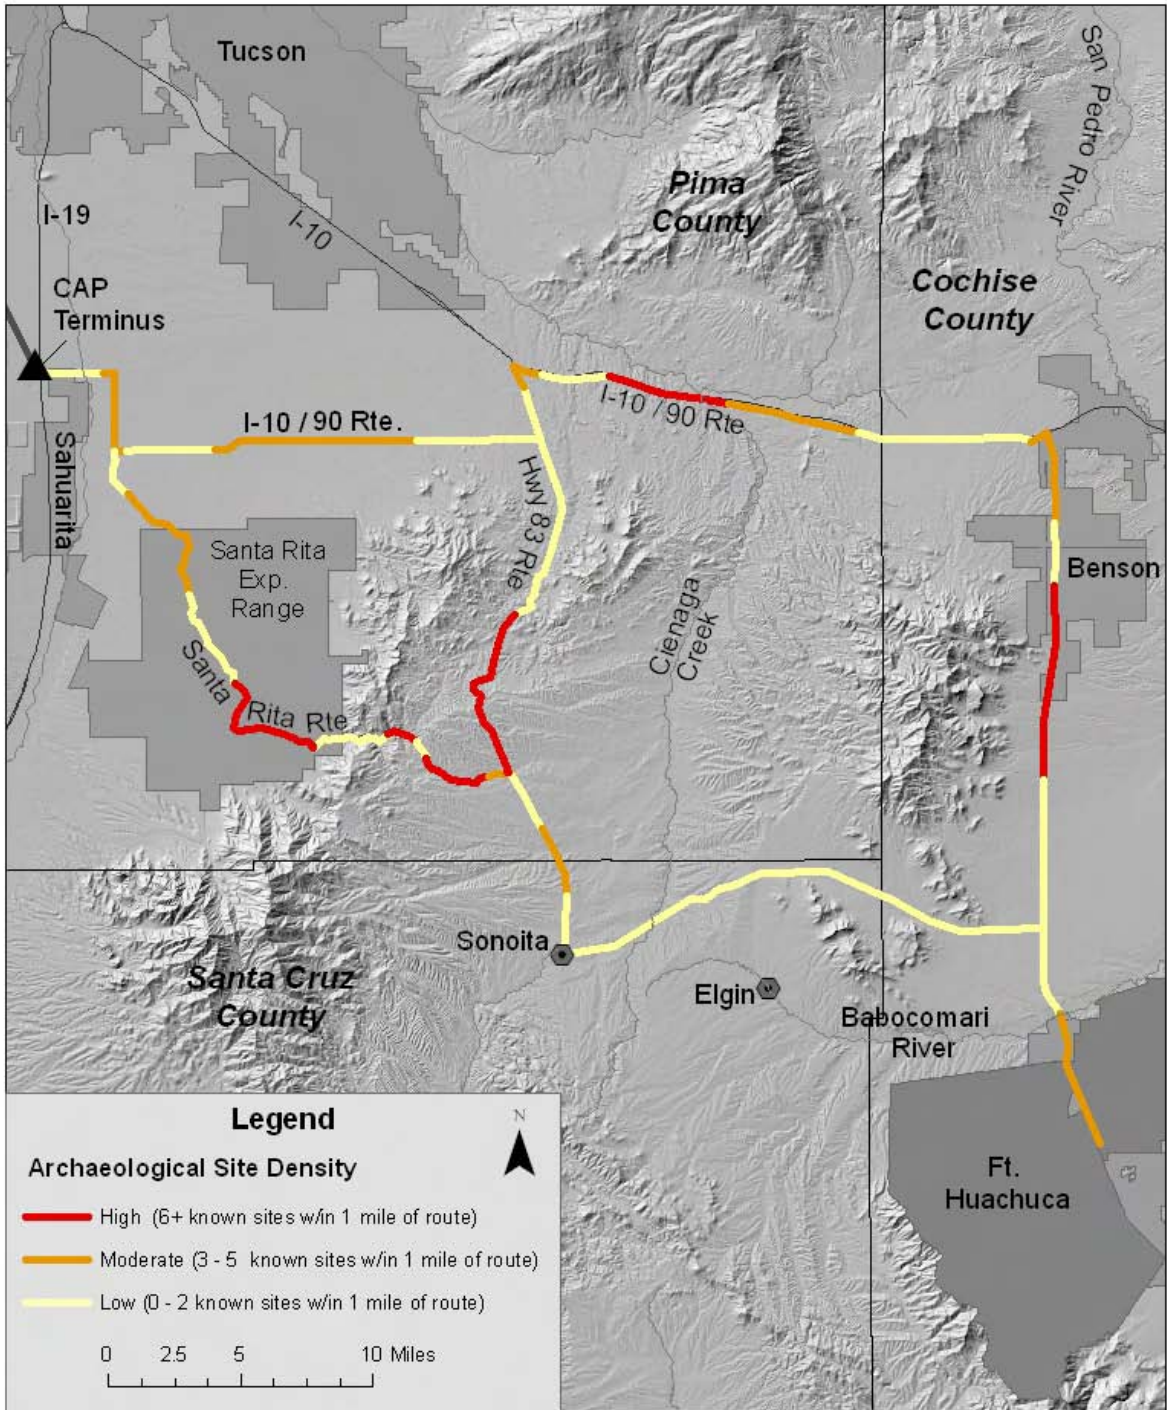 Tucson
San Pedro River
Pima
County
I-19
I-10
CAP
Terminus
Cochise
County
I-10 / 90 Rte
I-10 / 90 Rte.
Sahuarita
Hwy 83 Rte
Santa Rita
Exp.
Range
Benson
Cienaga
Creek
Santa Rita Rte
Sonoita
Santa Cruz
County
Elgin
Babocomari
River
Ft.
Huachuca
Legend
N
Archaeological Site Density
High (6+ known sites w/in 1 mile of route)
Moderate (3 - 5 known sites w/in 1 mile of route)
Low (0 - 2 known sites w/in 1 mile of route)
0 2.5 5 10 Miles